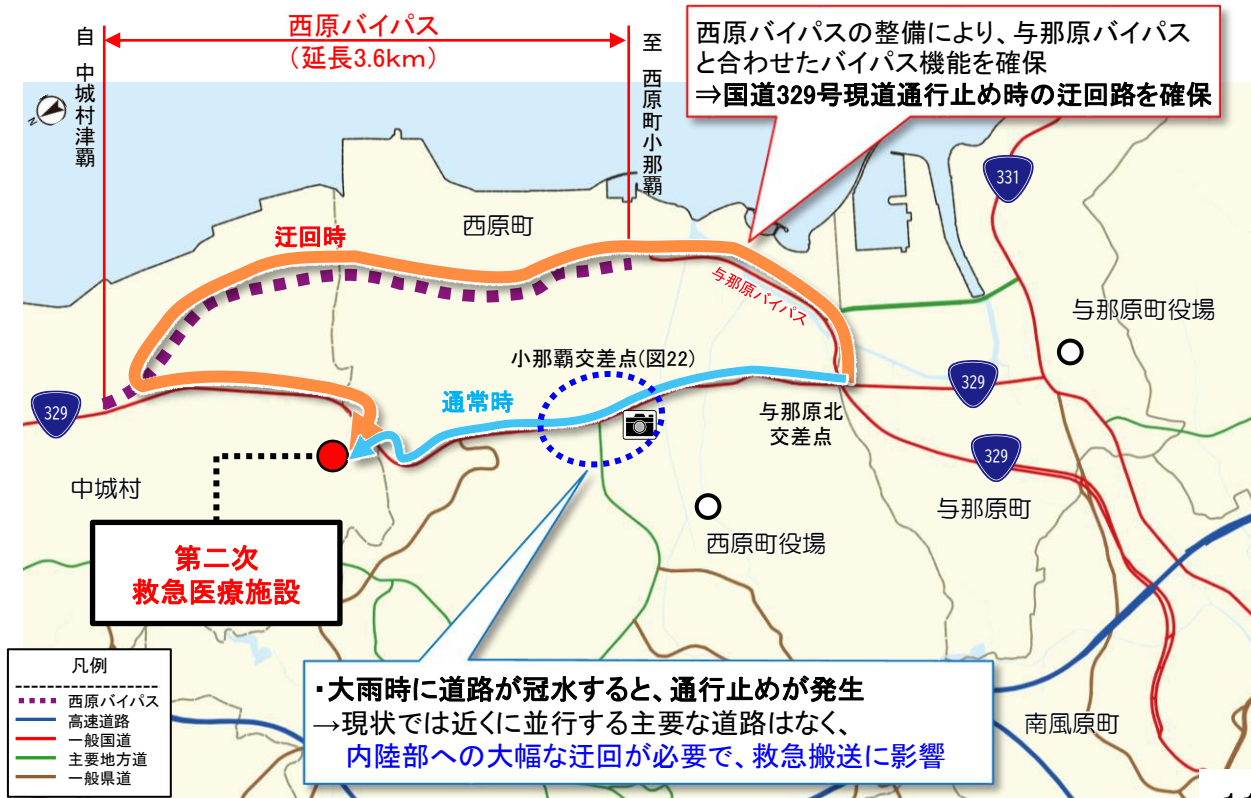 西原バイパス
(延長3.6km)
自 中城村津覇
至 西原町小那覇
西原バイパスの整備により、与那原バイパス
と合わせたバイパス機能を確保
⇒国道329号現道通行止め時の迂回路を確保
N
331
西原町
迂回時
与那原バイパス
与那原町役場
小那覇交差点(図22)
329
通常時
329
与那原北
交差点
329
中城村
与那原町
西原町役場
第二次
救急医療施設
凡例
西原バイパス
高速道路
一般国道
主要地方道
一般県道
・大雨時に道路が冠水すると、通行止めが発生
→現状では近くに並行する主要な道路はなく、
内陸部への大幅な迂回が必要で、救急搬送に影響
南風原町